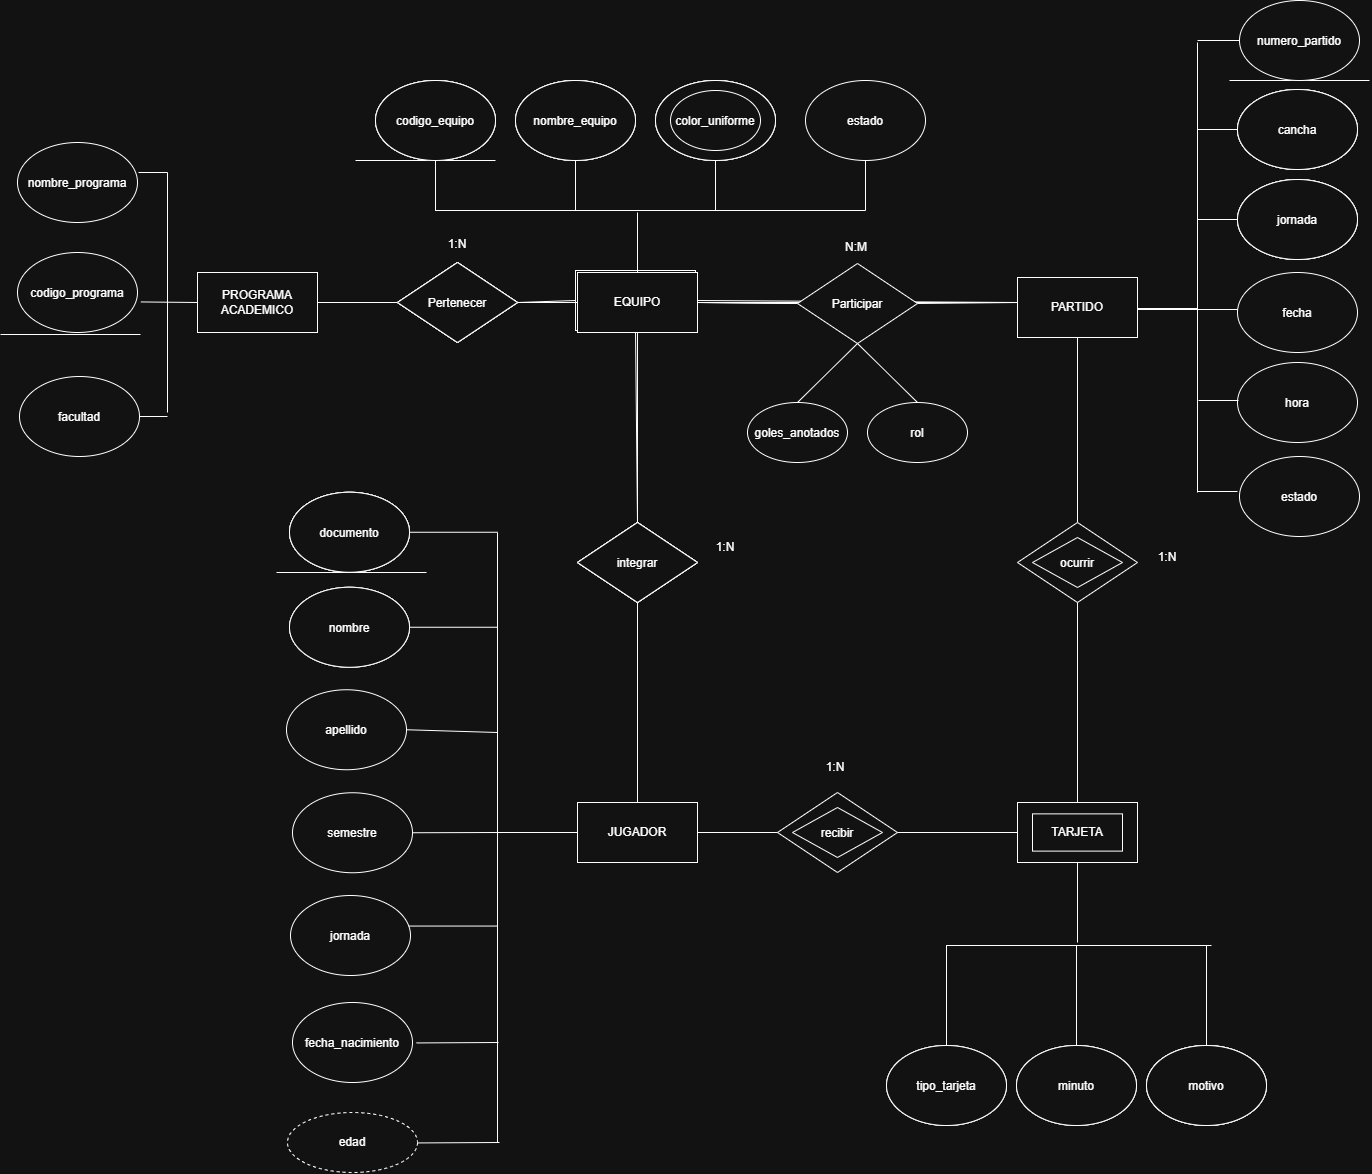 numero_partido
codigo_equipo
nombre_equipo
color_uniforme
estado
cancha
nombre_programa
jornada
1:N
N:M
codigo_programa
PROGRAMA
ACADEMICO
Pertenecer
EQUIPO
Participar
PARTIDO
fecha
hora
facultad
goles_anotados
rol
estado
documento
integrar
1:N
ocurrir
1:N
nombre
apellido
1:N
semestre
JUGADOR
recibir
TARJETA
jornada
fecha_nacimiento
tipo_tarjeta
minuto
motivo
edad